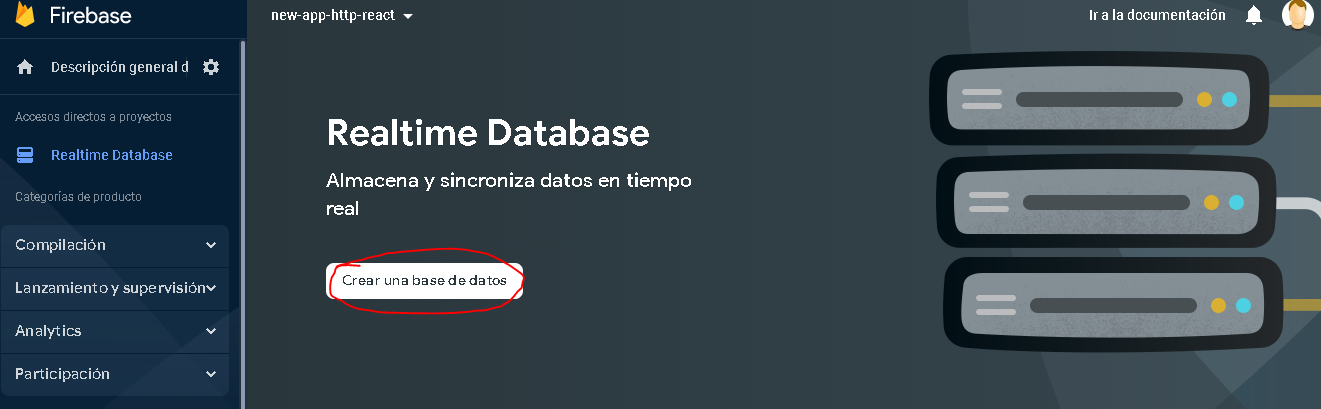 Firebase
new-app-http-react
Ir a la documentación
Descripción general d
Accesos directos a proyectos
Realtime Database
Categorías de producto
Compilación
Lanzamiento y supervisión
Analytics
Participación
Realtime Database
Almacena y sincroniza datos en tiempo
real
Crear una base de datos